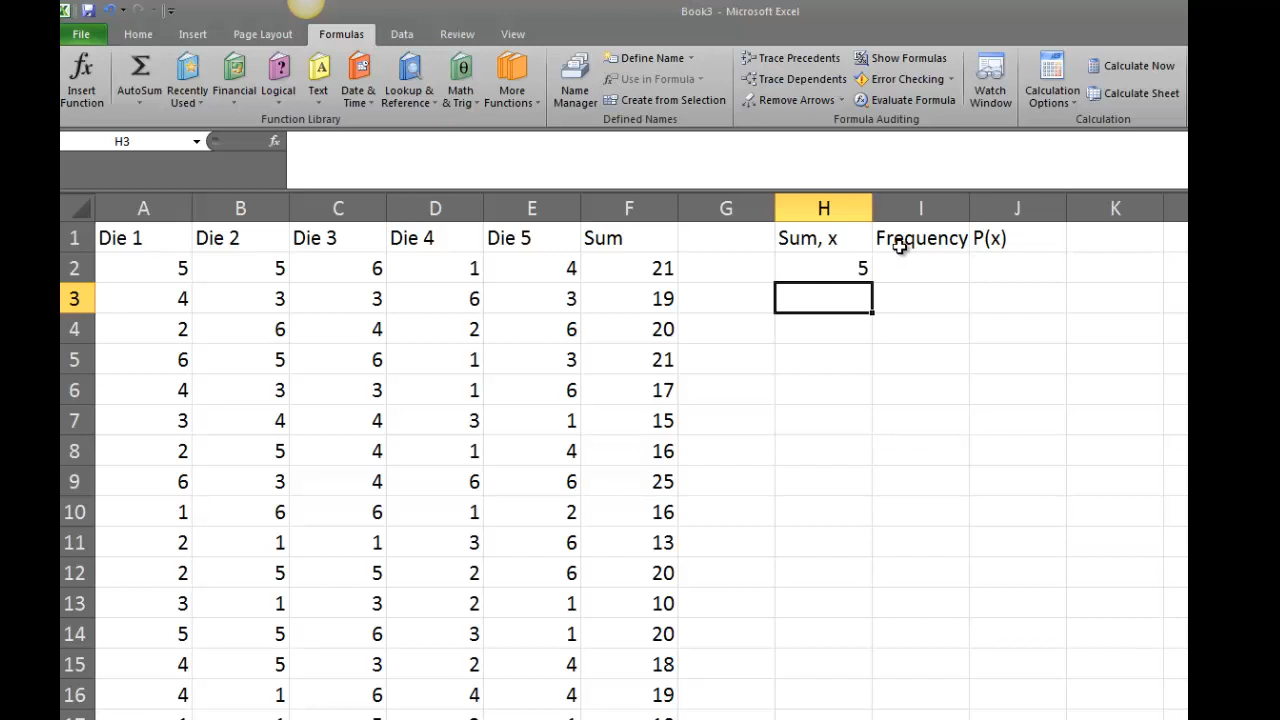 Book3 - Microsoft Excel
File Home Insert Page Layout Formulas Data Review View
Insert Function
AutoSum
Recently Used
Financial
Logical
Text
Date & Time
Lookup & Reference
Math & Trig
More Functions
Function Library
Name Manager
Define Name
Use in Formula
Create from Selection
Defined Names
Trace Precedents
Trace Dependents
Remove Arrows
Show Formulas
Error Checking
Evaluate Formula
Formula Auditing
Watch Window
Calculation Options
Calculate Now
Calculate Sheet
Calculation
H3 fx
A B C D E F G H I J K
1 Die 1 Die 2 Die 3 Die 4 Die 5 Sum Sum, x Frequency P(x)
2 5 5 6 1 4 21 5
3 4 3 3 6 3 19
4 2 6 4 2 6 20
5 6 5 6 1 3 21
6 4 3 3 1 6 17
7 3 4 4 3 1 15
8 2 5 4 1 4 16
9 6 3 4 6 6 25
10 1 6 6 1 2 16
11 2 1 1 3 6 13
12 2 5 5 2 6 20
13 3 1 3 2 1 10
14 5 5 6 3 1 20
15 4 5 3 2 4 18
16 4 1 6 4 4 19